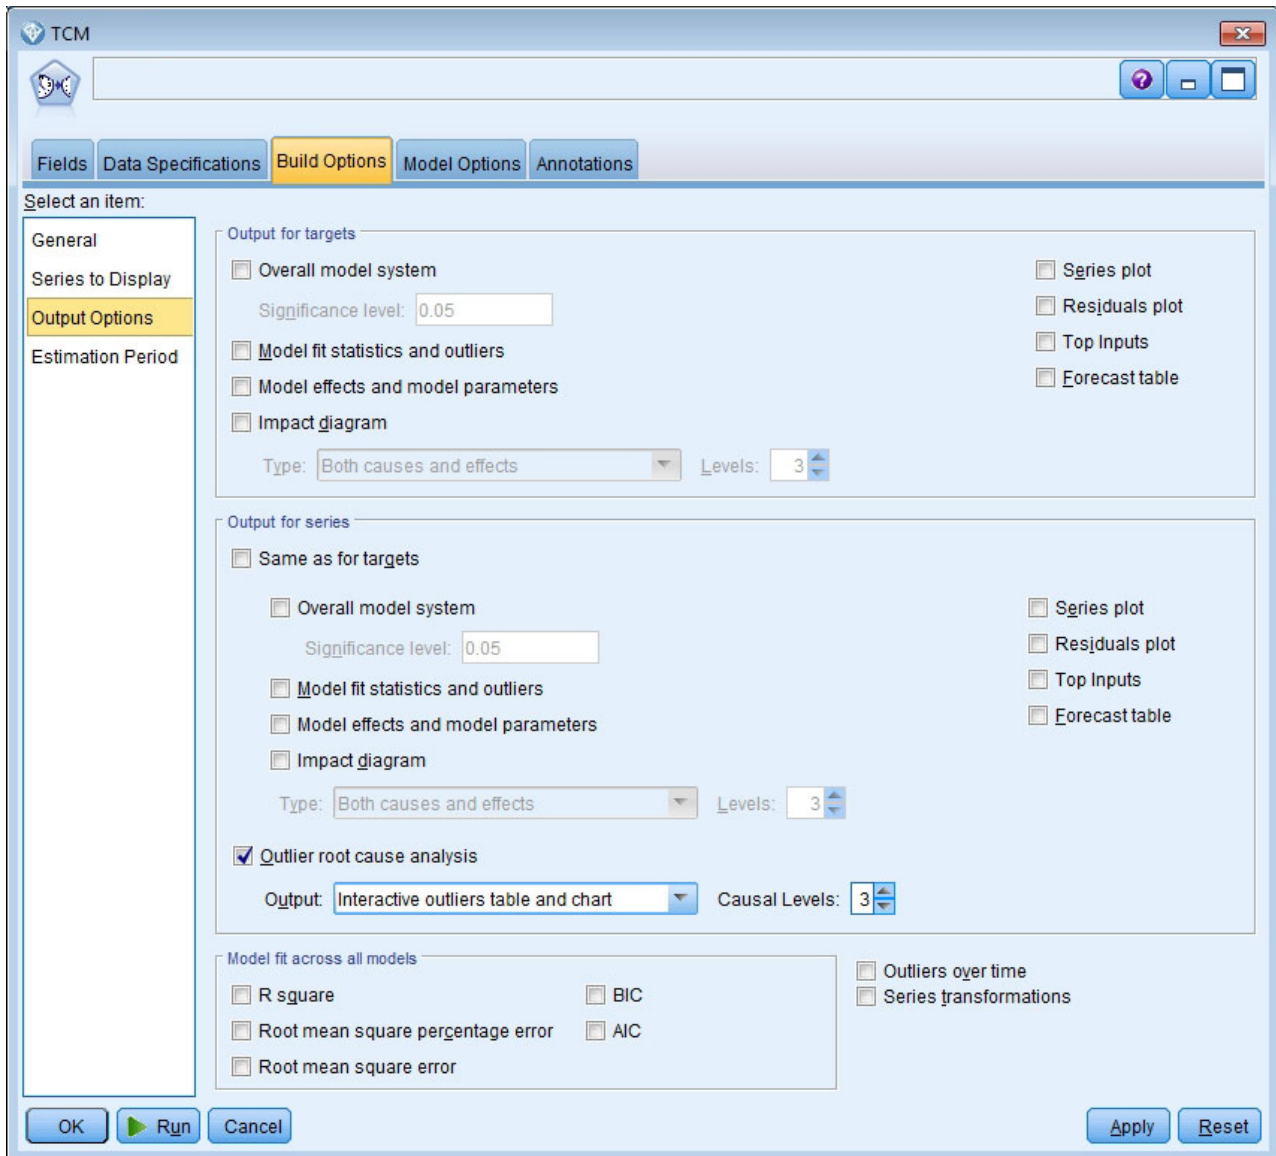 TCM
Fields Data Specifications Build Options Model Options Annotations
Select an item:
General
Series to Display
Output Options
Estimation Period
Output for targets
Overall model system
Significance level: 0.05
Model fit statistics and outliers
Model effects and model parameters
Impact diagram
Type: Both causes and effects Levels: 3
Series plot
Residuals plot
Top Inputs
Forecast table
Output for series
Same as for targets
Overall model system
Significance level: 0.05
Model fit statistics and outliers
Model effects and model parameters
Impact diagram
Type: Both causes and effects Levels: 3
Series plot
Residuals plot
Top Inputs
Forecast table
Outlier root cause analysis
Output: Interactive outliers table and chart Causal Levels: 3
Model fit across all models
R square
Root mean square percentage error
Root mean square error
BIC
AIC
Outliers over time
Series transformations
OK Run Cancel Apply Reset